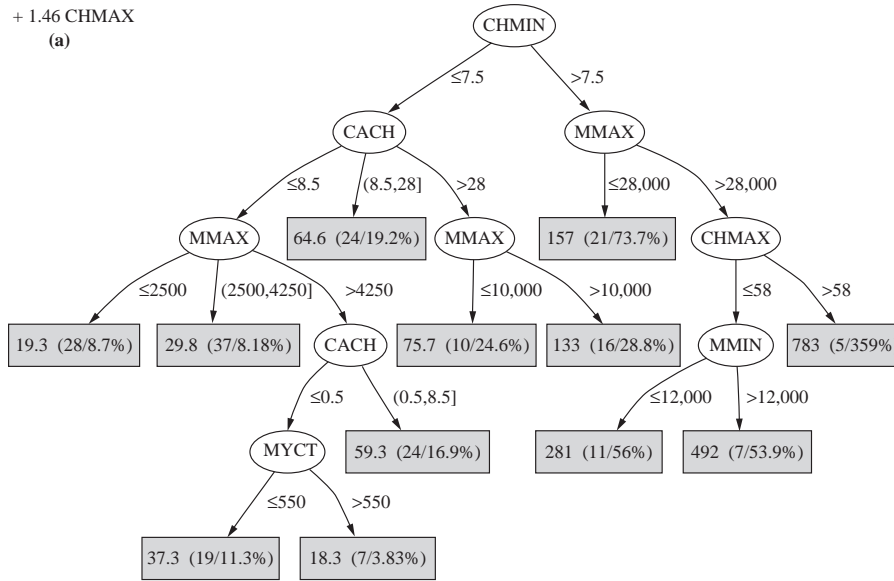 + 1.46 CHMAX
(a)
CHMIN
≤7.5
>7.5
CACH
MMAX
≤8.5
(8.5,28]
>28
≤28,000
>28,000
MMAX
64.6 (24/19.2%)
MMAX
157 (21/73.7%)
CHMAX
≤2500
(2500,4250]
>4250
≤10,000
>10,000
≤58
>58
19.3 (28/8.7%)
29.8 (37/8.18%)
CACH
75.7 (10/24.6%)
133 (16/28.8%)
MMIN
783 (5/359%
≤0.5
(0.5,8.5]
≤12,000
>12,000
MYCT
59.3 (24/16.9%)
281 (11/56%)
492 (7/53.9%)
≤550
>550
37.3 (19/11.3%)
18.3 (7/3.83%)